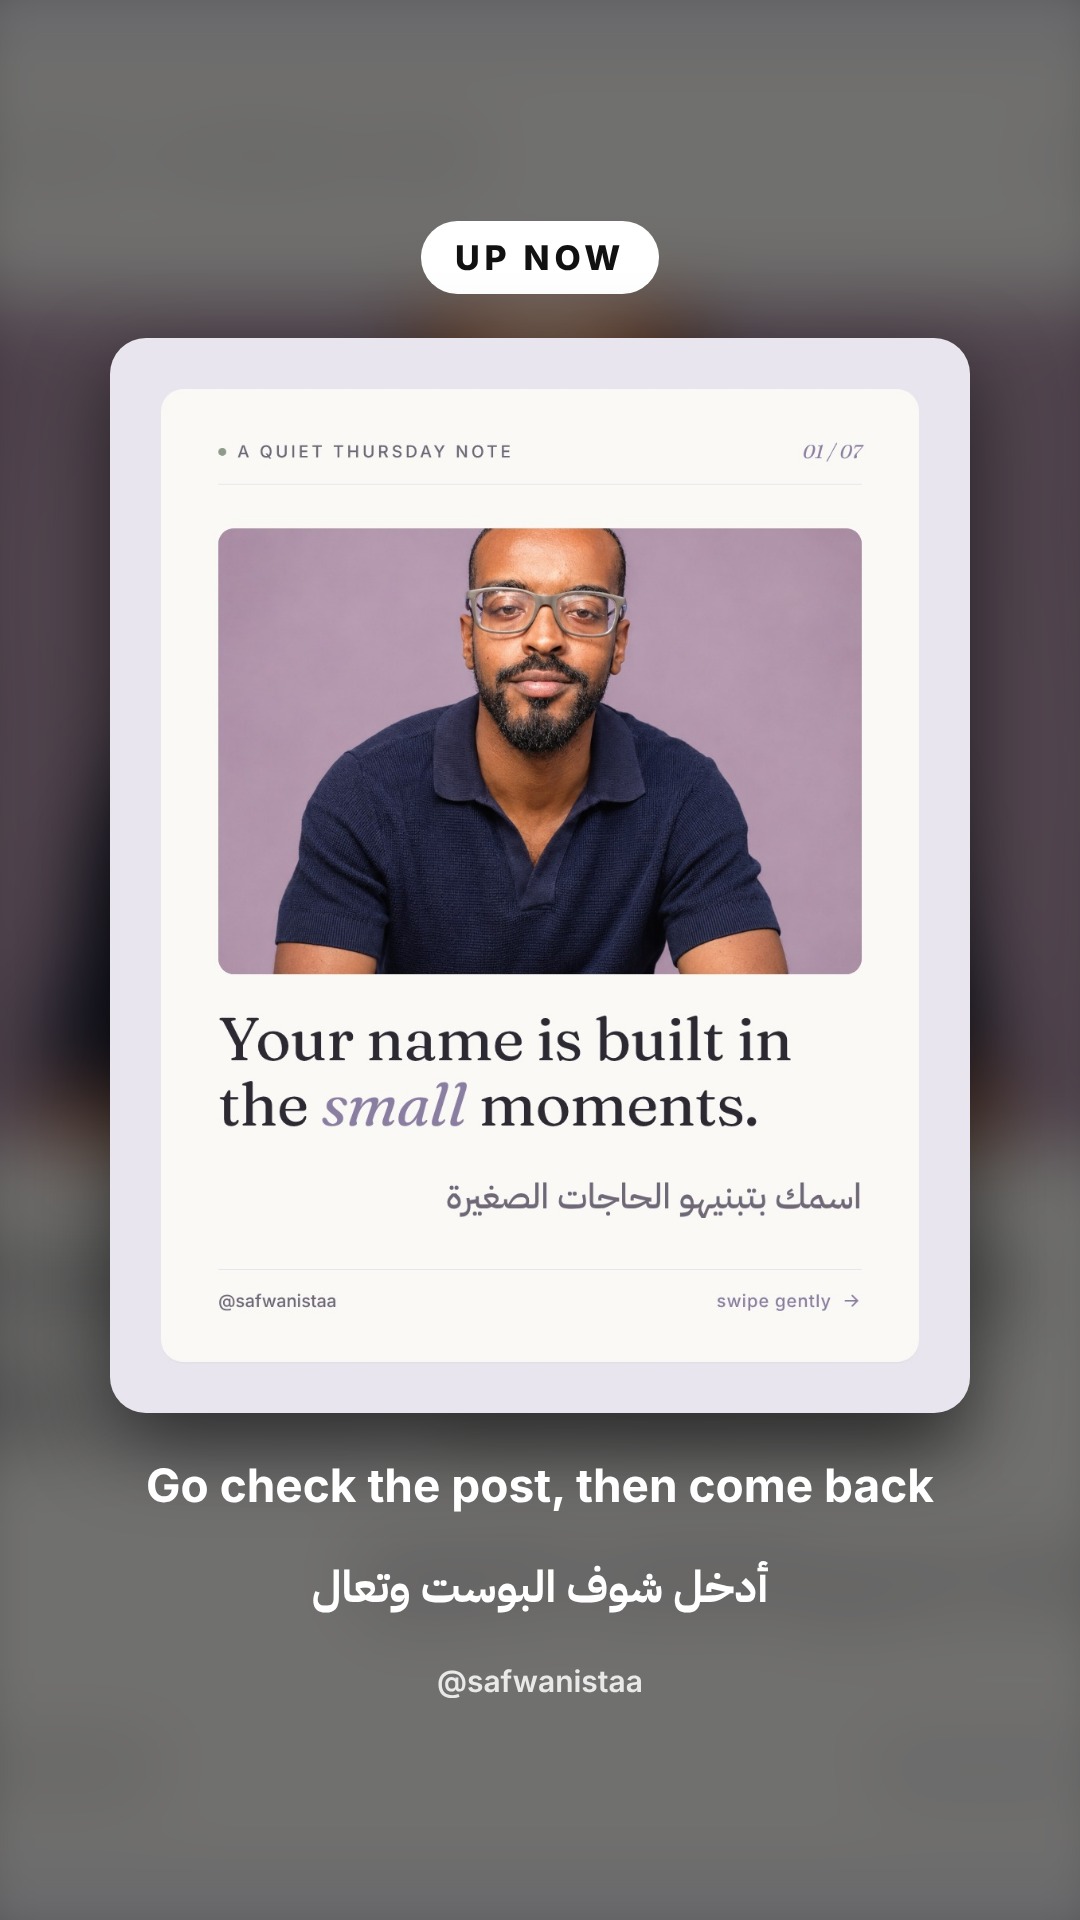 UP NOW
A QUIET THURSDAY NOTE
01 / 07
Your name is built in
the small moments.
اسمك بتبنيهو الحاجات الصغيرة
@safwanistaa
swipe gently →
Go check the post, then come back
أدخل شوف البوست وتعال
@safwanistaa